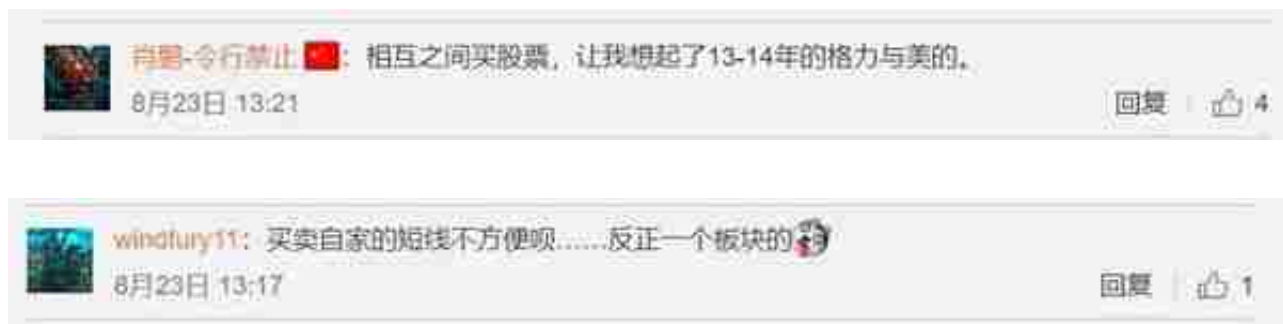 肖鹏-令行禁止：相互之间买股票，让我想起了13-14年的格力与美的。
8月23日 13:21
回复 4
windfury11：买卖自家的短线不方便呗……反正一个板块的
8月23日 13:17
回复 1